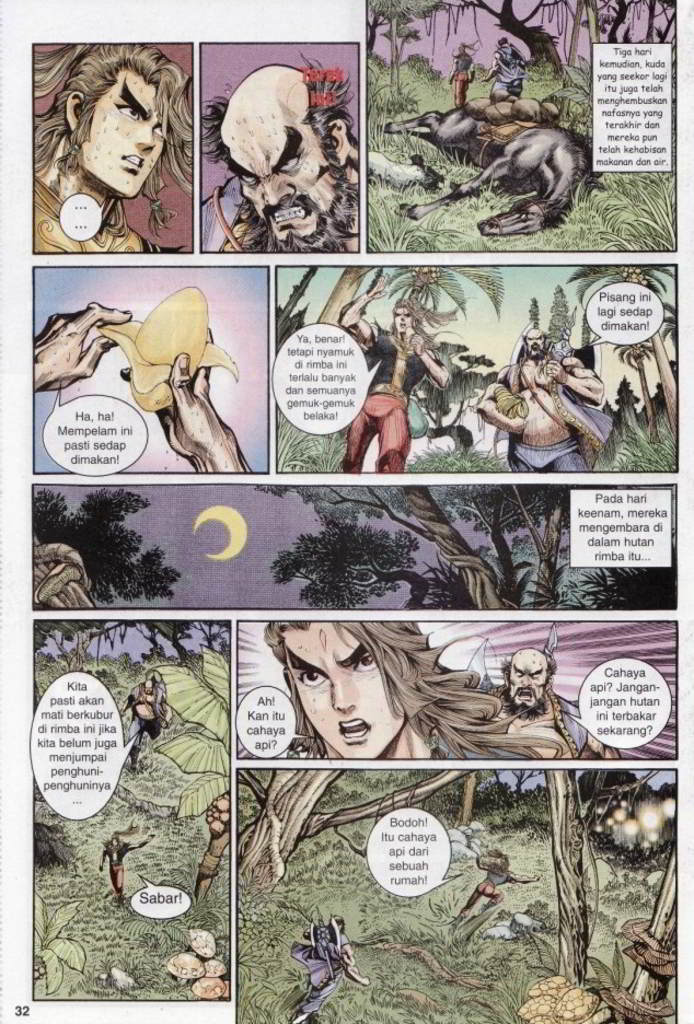 ...
...
Tiga hari
kemudian, kuda
yang seekor lagi
itu juga telah
menghembuskan
nafasnya yang
terakhir dan
mereka pun
telah kehabisan
makanan dan air.
Ha, ha!
Mempelam ini
pasti sedap
dimakan!
Ya, benar!
tetapi nyamuk
di rimba ini
terlalu banyak
dan semuanya
gemuk-gemuk
belaka!
Pisang ini
lagi sedap
dimakan!
Pada hari
keenam, mereka
mengembara di
dalam hutan
rimba itu...
Kita
pasti akan
mati berkubur
di rimba ini jika
kita belum juga
menjumpai
penghuni-
penghuninya
...
Sabar!
Ah!
Kan itu
cahaya
api?
Cahaya
api? Jangan-
jangan hutan
ini terbakar
sekarang?
Bodoh!
Itu cahaya
api dari
sebuah
rumah!
32